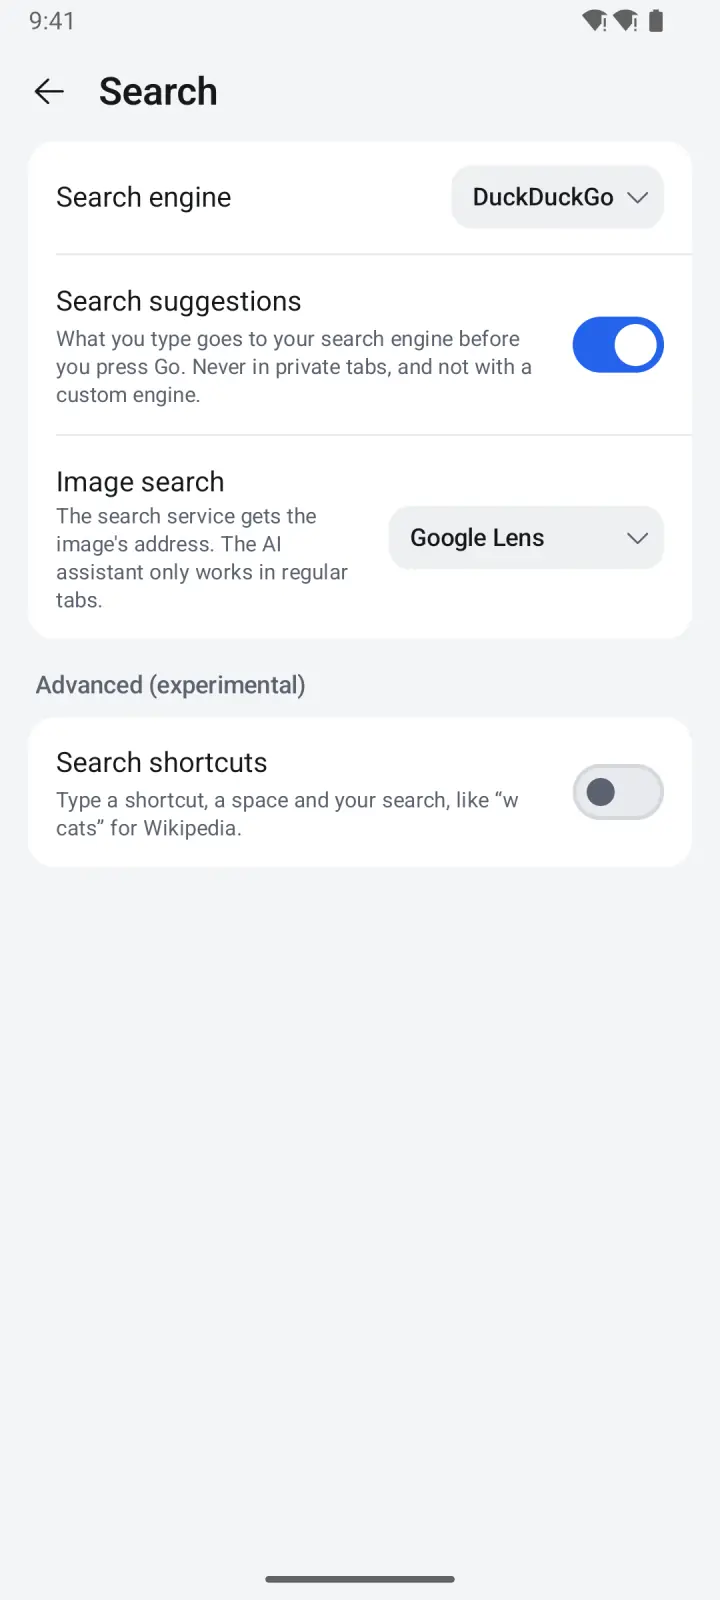 9:41
Search
Search engine
DuckDuckGo
Search suggestions
What you type goes to your search engine before
you press Go. Never in private tabs, and not with a
custom engine.
Image search
The search service gets the
image's address. The AI
assistant only works in regular
tabs.
Google Lens
Advanced (experimental)
Search shortcuts
Type a shortcut, a space and your search, like “w
cats” for Wikipedia.